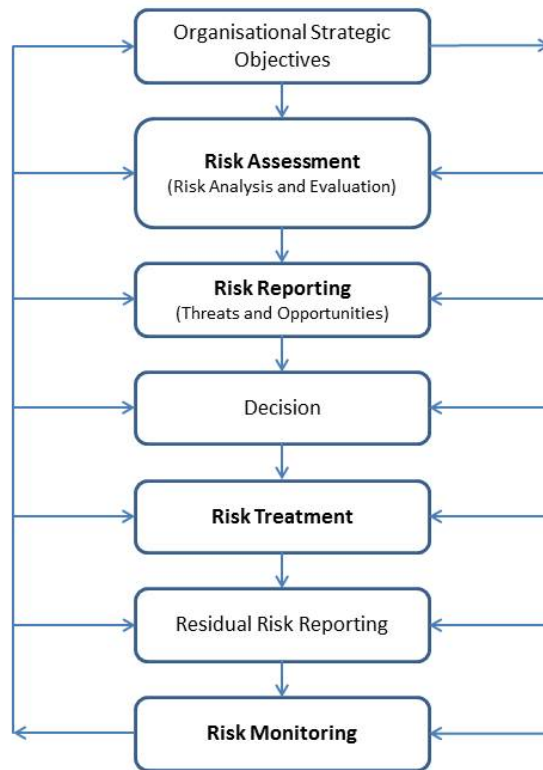 Organisational Strategic
Objectives
Risk Assessment
(Risk Analysis and Evaluation)
Risk Reporting
(Threats and Opportunities)
Decision
Risk Treatment
Residual Risk Reporting
Risk Monitoring